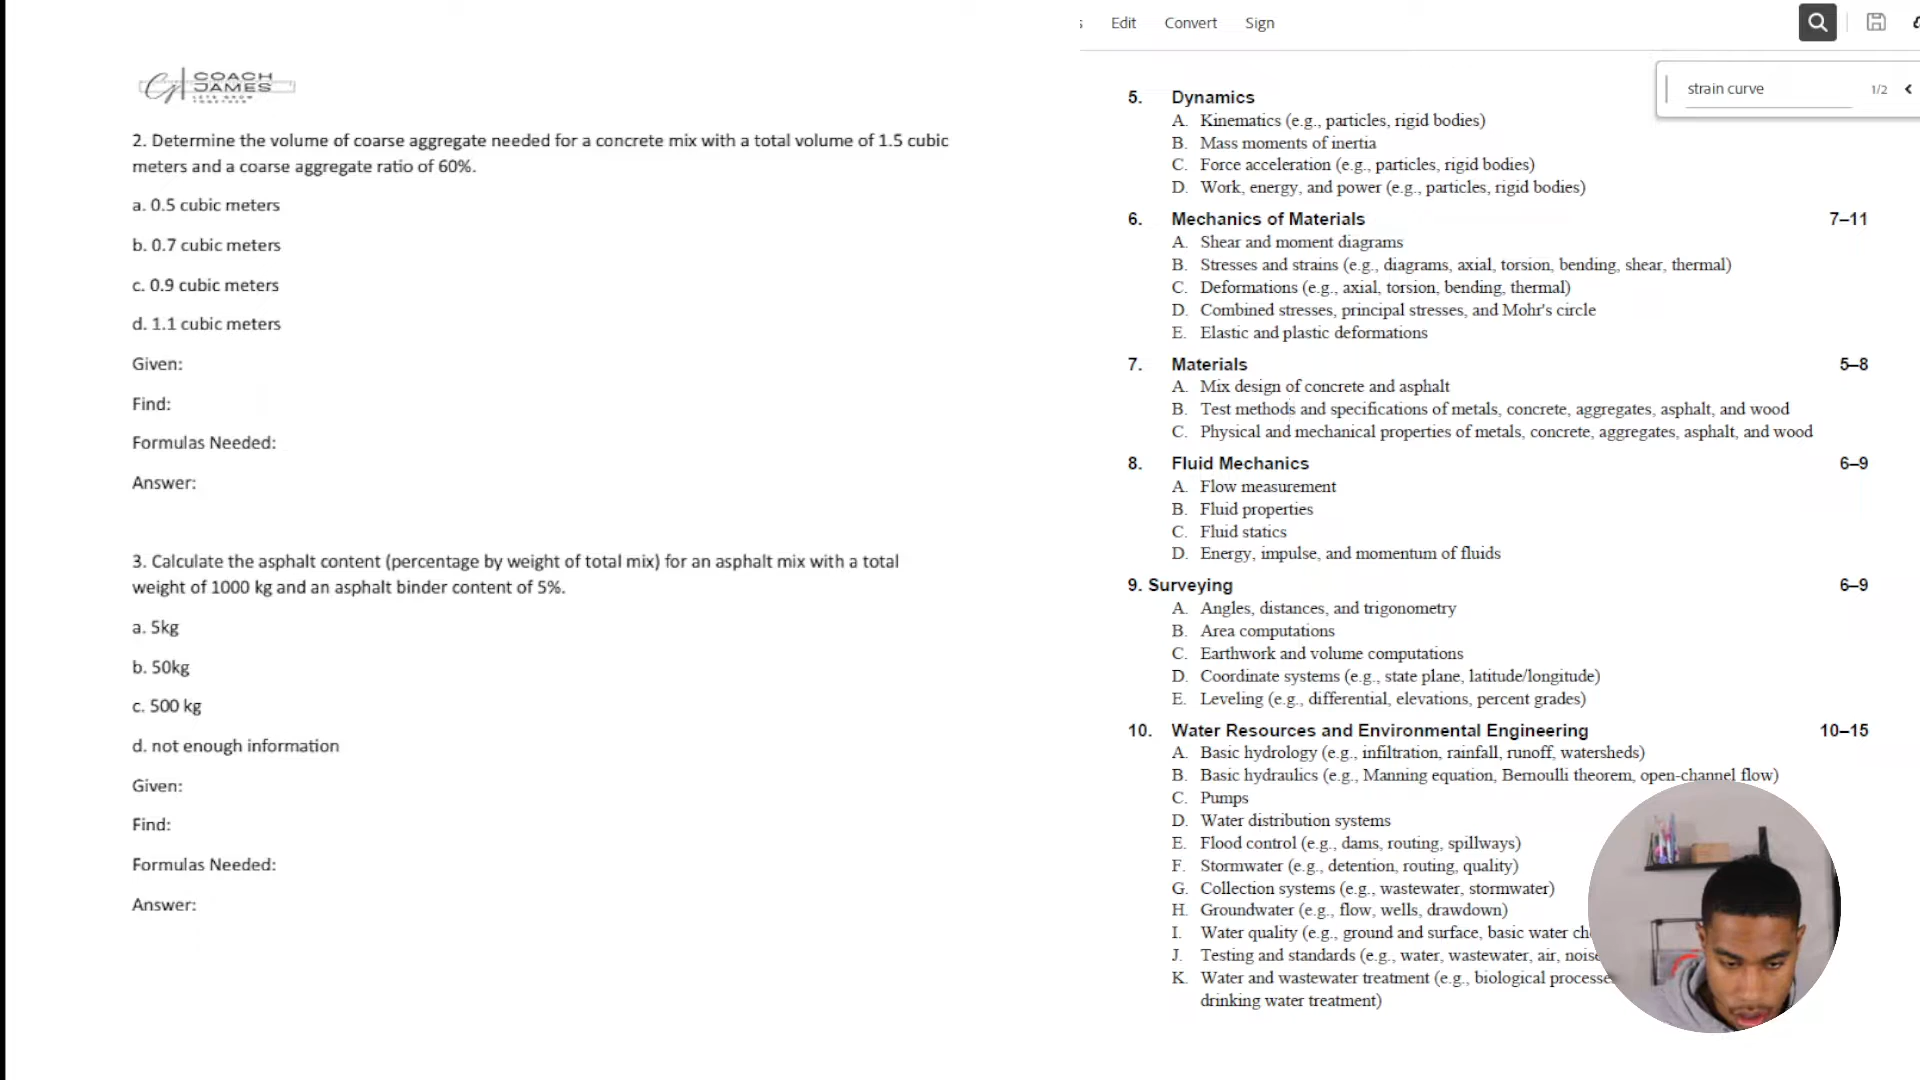 COACH
JAMES
2. Determine the volume of coarse aggregate needed for a concrete mix with a total volume of 1.5 cubic
meters and a coarse aggregate ratio of 60%.
a. 0.5 cubic meters
b. 0.7 cubic meters
c. 0.9 cubic meters
d. 1.1 cubic meters
Given:
Find:
Formulas Needed:
Answer:
3. Calculate the asphalt content (percentage by weight of total mix) for an asphalt mix with a total
weight of 1000 kg and an asphalt binder content of 5%.
a. 5kg
b. 50kg
c. 500 kg
d. not enough information
Given:
Find:
Formulas Needed:
Answer:
Edit Convert Sign
strain curve 1/2
5. Dynamics
A. Kinematics (e.g., particles, rigid bodies)
B. Mass moments of inertia
C. Force acceleration (e.g., particles, rigid bodies)
D. Work, energy, and power (e.g., particles, rigid bodies)
6. Mechanics of Materials 7–11
A. Shear and moment diagrams
B. Stresses and strains (e.g., diagrams, axial, torsion, bending, shear, thermal)
C. Deformations (e.g., axial, torsion, bending, thermal)
D. Combined stresses, principal stresses, and Mohr's circle
E. Elastic and plastic deformations
7. Materials 5–8
A. Mix design of concrete and asphalt
B. Test methods and specifications of metals, concrete, aggregates, asphalt, and wood
C. Physical and mechanical properties of metals, concrete, aggregates, asphalt, and wood
8. Fluid Mechanics 6–9
A. Flow measurement
B. Fluid properties
C. Fluid statics
D. Energy, impulse, and momentum of fluids
9. Surveying 6–9
A. Angles, distances, and trigonometry
B. Area computations
C. Earthwork and volume computations
D. Coordinate systems (e.g., state plane, latitude/longitude)
E. Leveling (e.g., differential, elevations, percent grades)
10. Water Resources and Environmental Engineering 10–15
A. Basic hydrology (e.g., infiltration, rainfall, runoff, watersheds)
B. Basic hydraulics (e.g., Manning equation, Bernoulli theorem, open-channel flow)
C. Pumps
D. Water distribution systems
E. Flood control (e.g., dams, routing, spillways)
F. Stormwater (e.g., detention, routing, quality)
G. Collection systems (e.g., wastewater, stormwater)
H. Groundwater (e.g., flow, wells, drawdown)
I. Water quality (e.g., ground and surface, basic water
J. Testing and standards (e.g., water, wastewater, air,
K. Water and wastewater treatment (e.g., biological
drinking water treatment)